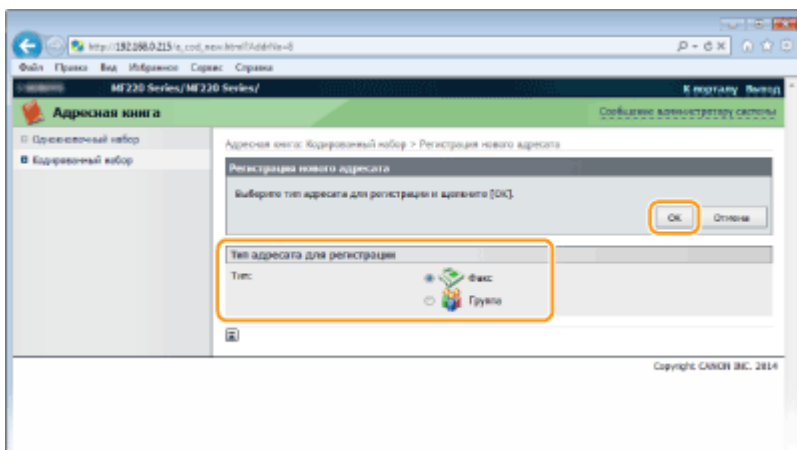 http://192.168.0.215/a_cod_new.html?AddrNo=8
Файл Правка Вид Избранное Сервис Справка
MF220 Series/MF220 Series/
К порталу Выход
Адресная книга
Сообщение администратору системы
Однокнопочный набор
Кодированный набор
Адресная книга: Кодированный набор > Регистрация нового адресата
Регистрация нового адресата
Выберите тип адресата для регистрации и щелкните [OK].
OK Отмена
Тип адресата для регистрации
Тип: Факс
Группа
Copyright CANON INC. 2014